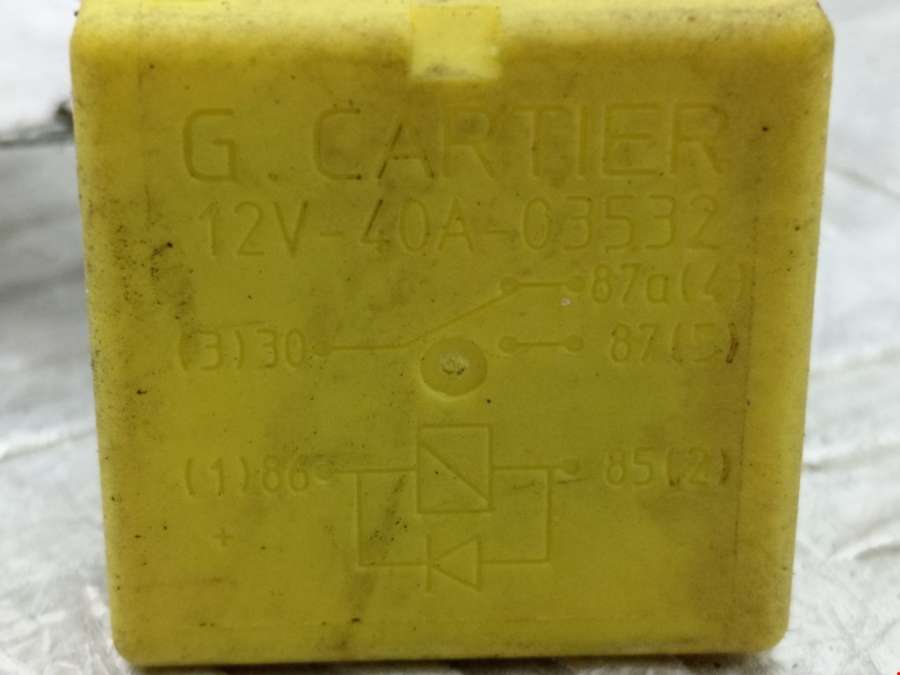 G. CARTIER
12V-40A-03532
87a(4)
(3)30 87(5)
(1)86 85(2)
+